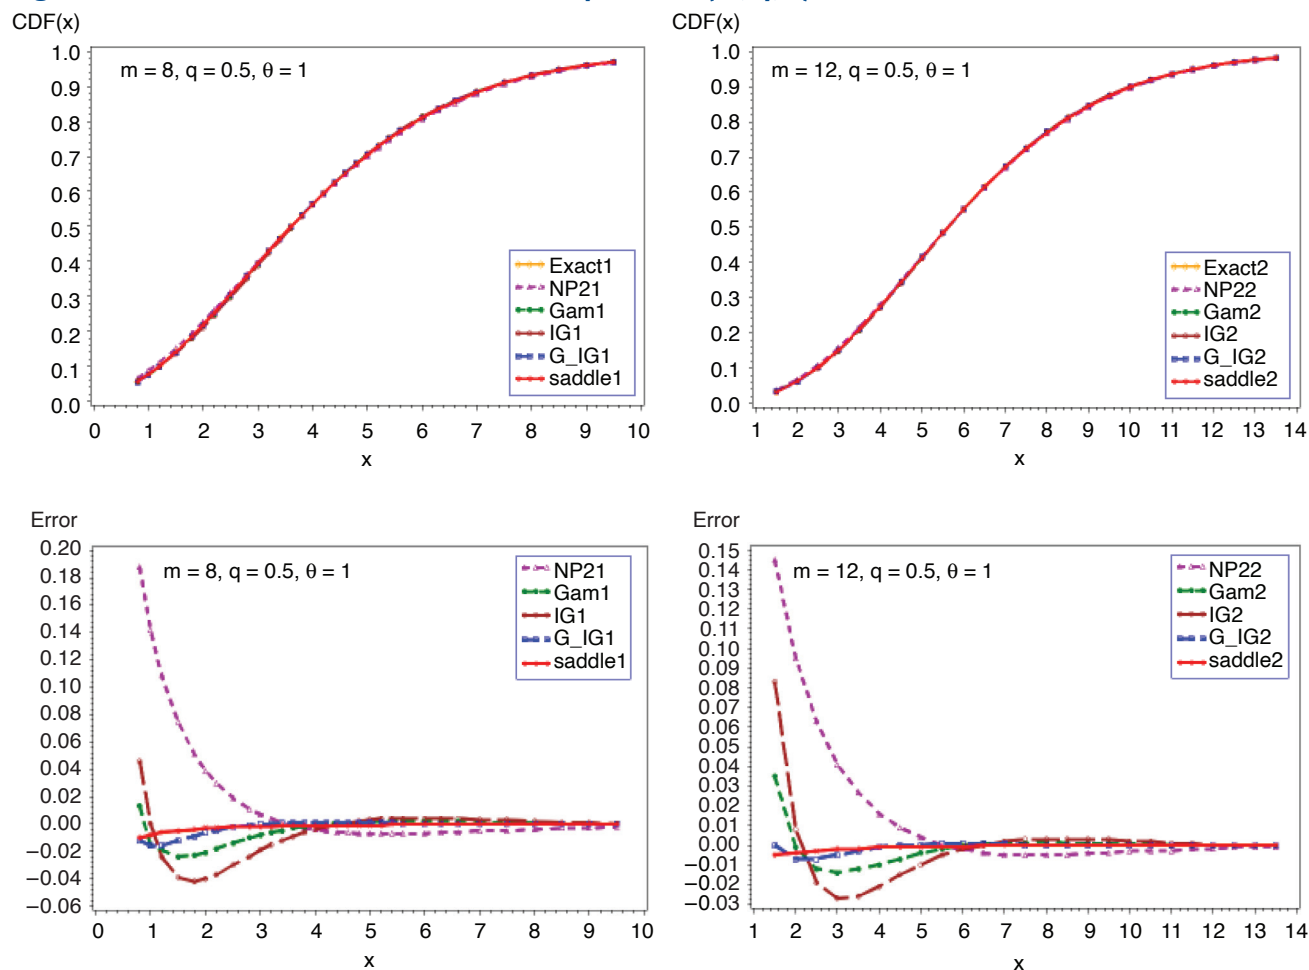 CDF(x)
1.0
0.9
0.8
0.7
0.6
0.5
0.4
0.3
0.2
0.1
0.0
m = 8, q = 0.5, θ = 1
Exact1
NP21
Gam1
IG1
G_IG1
saddle1
0 1 2 3 4 5 6 7 8 9 10
x
CDF(x)
1.0
0.9
0.8
0.7
0.6
0.5
0.4
0.3
0.2
0.1
0.0
m = 12, q = 0.5, θ = 1
Exact2
NP22
Gam2
IG2
G_IG2
saddle2
1 2 3 4 5 6 7 8 9 10 11 12 13 14
x
Error
0.20
0.18
0.16
0.14
0.12
0.10
0.08
0.06
0.04
0.02
0.00
−0.02
−0.04
−0.06
m = 8, q = 0.5, θ = 1
NP21
Gam1
IG1
G_IG1
saddle1
0 1 2 3 4 5 6 7 8 9 10
x
Error
0.15
0.14
0.13
0.12
0.11
0.10
0.09
0.08
0.07
0.06
0.05
0.04
0.03
0.02
0.01
0.00
−0.01
−0.02
−0.03
m = 12, q = 0.5, θ = 1
NP22
Gam2
IG2
G_IG2
saddle2
1 2 3 4 5 6 7 8 9 10 11 12 13 14
x